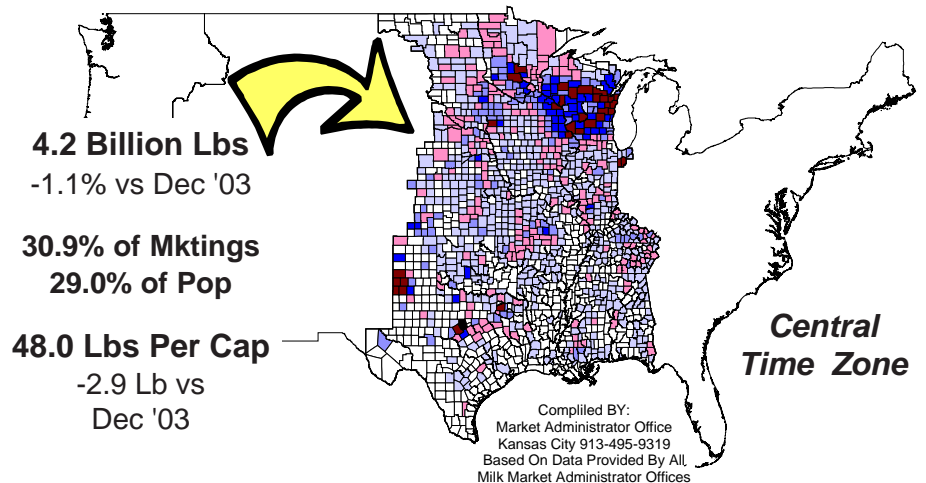 4.2 Billion Lbs
-1.1% vs Dec '03
30.9% of Mktings
29.0% of Pop
48.0 Lbs Per Cap
-2.9 Lb vs
Dec '03
Central
Time Zone
Compliled BY:
Market Administrator Office
Kansas City 913-495-9319
Based On Data Provided By All
Milk Market Administrator Offices